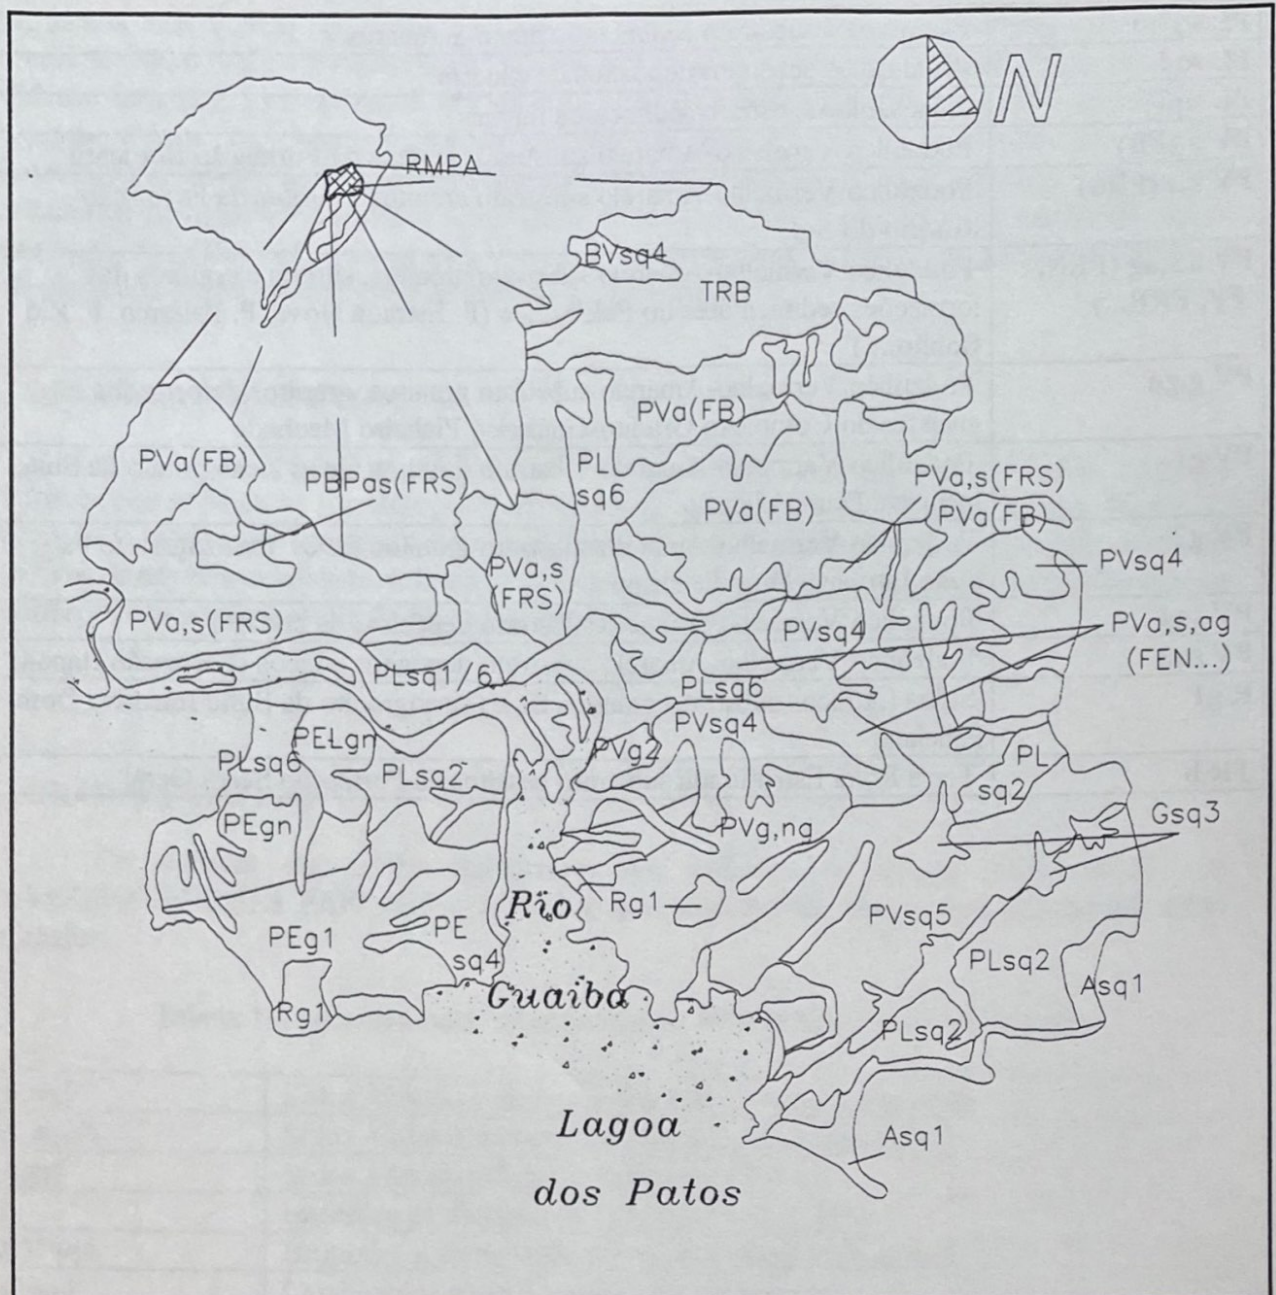 N
RMPA
BVsq4
TRB
PVa(FB)
PVa(FB)
PBPas(FRS)
PL
sq6
PVa,s(FRS)
PVa(FB)
PVa(FB)
PVsq4
PVa,s
(FRS)
PVa,s(FRS)
PVsq4
PVa,s,ag
(FEN...)
PLsq1
6
PLsq6
PVsq4
PELgn
PLsq6
PLsq2
PVg2
PL
sq2
PEgn
PVg,ng
Gsq3
Rio
Rg1
PVsq5
PEg1
PE
sq4
PLsq2
Asq1
Guaiba
Rg1
PLsq2
Lagoa
Asq1
dos Patos